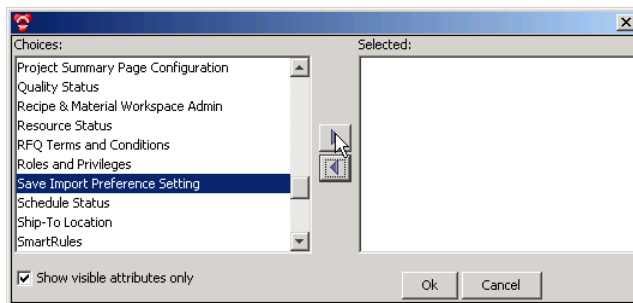 Choices:
Selected:
Project Summary Page Configuration
Quality Status
Recipe & Material Workspace Admin
Resource Status
RFQ Terms and Conditions
Roles and Privileges
Save Import Preference Setting
Schedule Status
Ship-To Location
SmartRules
Show visible attributes only
Ok
Cancel